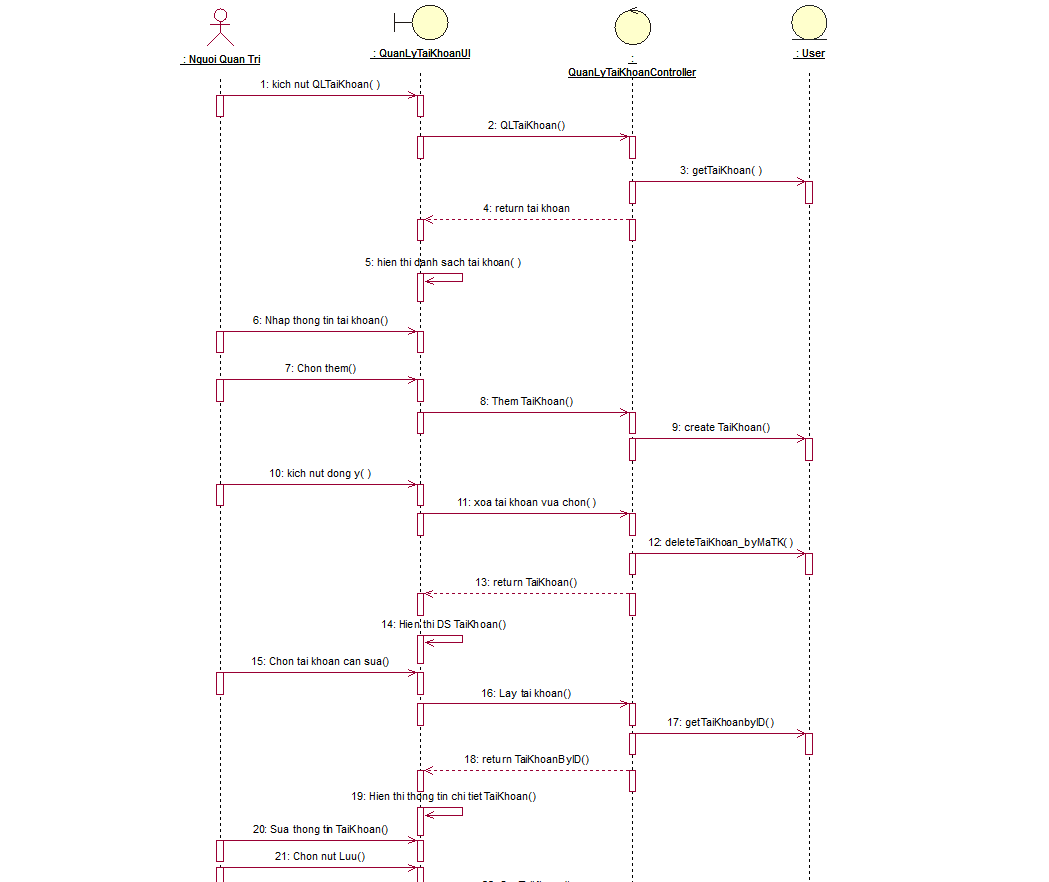 : Nguoi Quan Tri
: QuanLyTaiKhoanUI
:
QuanLyTaiKhoanController
: User
1: kich nut QLTaiKhoan( )
2: QLTaiKhoan()
3: getTaiKhoan( )
4: return tai khoan
5: hien thi danh sach tai khoan( )
6: Nhap thong tin tai khoan()
7: Chon them()
8: Them TaiKhoan()
9: create TaiKhoan()
10: kich nut dong y( )
11: xoa tai khoan vua chon( )
12: deleteTaiKhoan_byMaTK( )
13: return TaiKhoan()
14: Hien thi DS TaiKhoan()
15: Chon tai khoan can sua()
16: Lay tai khoan()
17: getTaiKhoanbyID()
18: return TaiKhoanByID()
19: Hien thi thong tin chi tiet TaiKhoan()
20: Sua thong tin TaiKhoan()
21: Chon nut Luu()